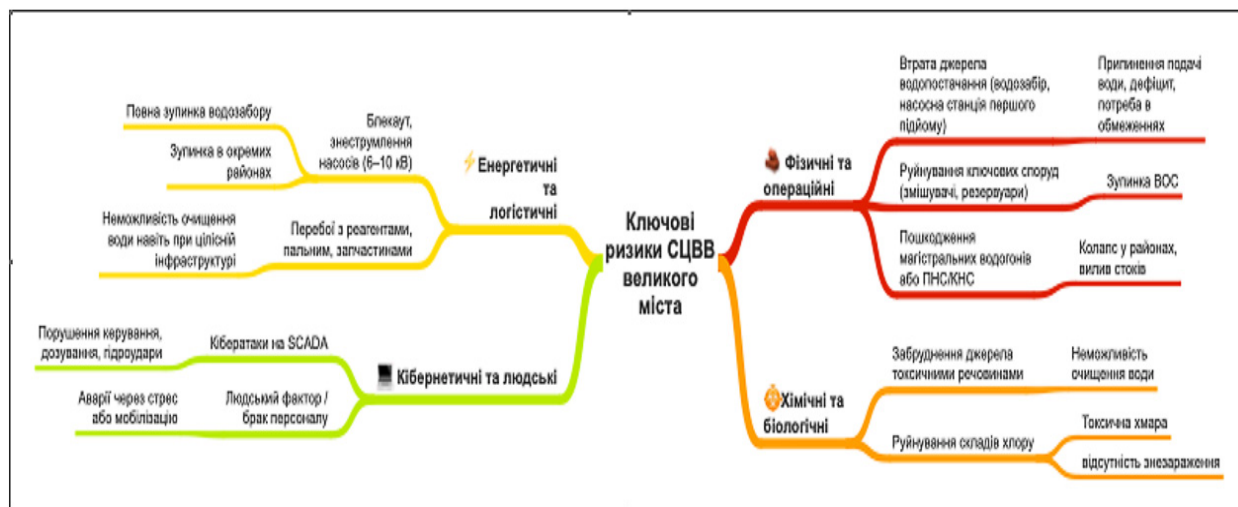 Ключові
ризики СЦВВ
великого
міста
Енергетичні
та
логістичні
Блекаут,
знеструмлення
насосів (6–10 кВ)
Повна зупинка водозабору
Зупинка в окремих
районах
Перебої з реагентами,
пальним, запчастинами
Неможливість очищення
води навіть при цілісній
інфраструктурі
Кібернетичні та людські
Кібератаки на SCADA
Порушення керування,
дозування, гідроудари
Людський фактор /
брак персоналу
Аварії через стрес
або мобілізацію
Фізичні та
операційні
Втрата джерела
водопостачання (водозабір,
насосна станція першого
підйому)
Припинення подачі
води, дефіцит,
потреба в
обмеженнях
Руйнування ключових споруд
(змішувачі, резервуари)
Зупинка ВОС
Пошкодження
магістральних водогонів
або ПНС/КНС
Колапс у районах,
вилив стоків
Хімічні та
біологічні
Забруднення джерела
токсичними речовинами
Неможливість
очищення води
Руйнування складів хлору
Токсична хмара
відсутність знезараження